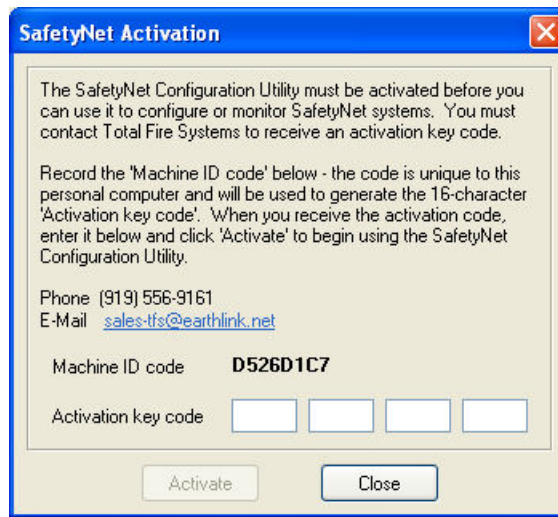 SafetyNet Activation
The SafetyNet Configuration Utility must be activated before you
can use it to configure or monitor SafetyNet systems.  You must
contact Total Fire Systems to receive an activation key code.
Record the 'Machine ID code' below - the code is unique to this
personal computer and will be used to generate the 16-character
'Activation key code'.  When you receive the activation code,
enter it below and click 'Activate' to begin using the SafetyNet
Configuration Utility.
Phone  (919) 556-9161
E-Mail  sales-tfs@earthlink.net
Machine ID code  D526D1C7
Activation key code
Activate  Close